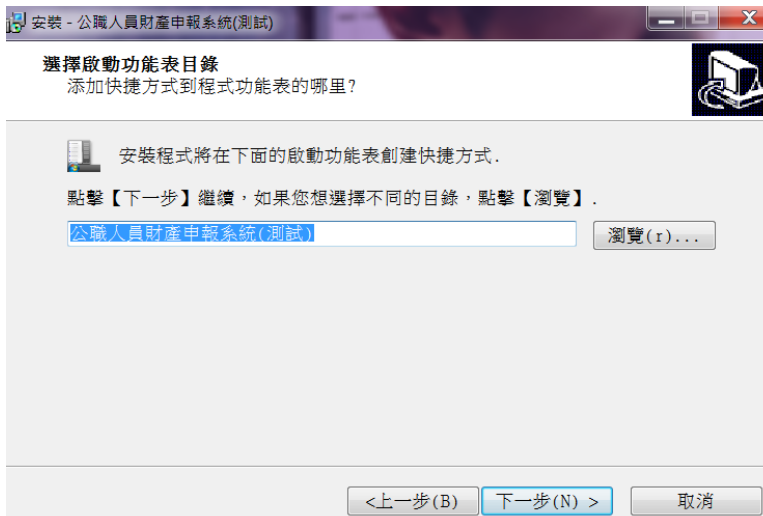 安裝 - 公職人員財產申報系統(測試)
選擇啟動功能表目錄
添加快捷方式到程式功能表的哪里?
安裝程式將在下面的啟動功能表創建快捷方式.
點擊【下一步】繼續，如果您想選擇不同的目錄，點擊【瀏覽】.
公職人員財產申報系統(測試)
瀏覽(r)...
<上一步(B)
下一步(N) >
取消